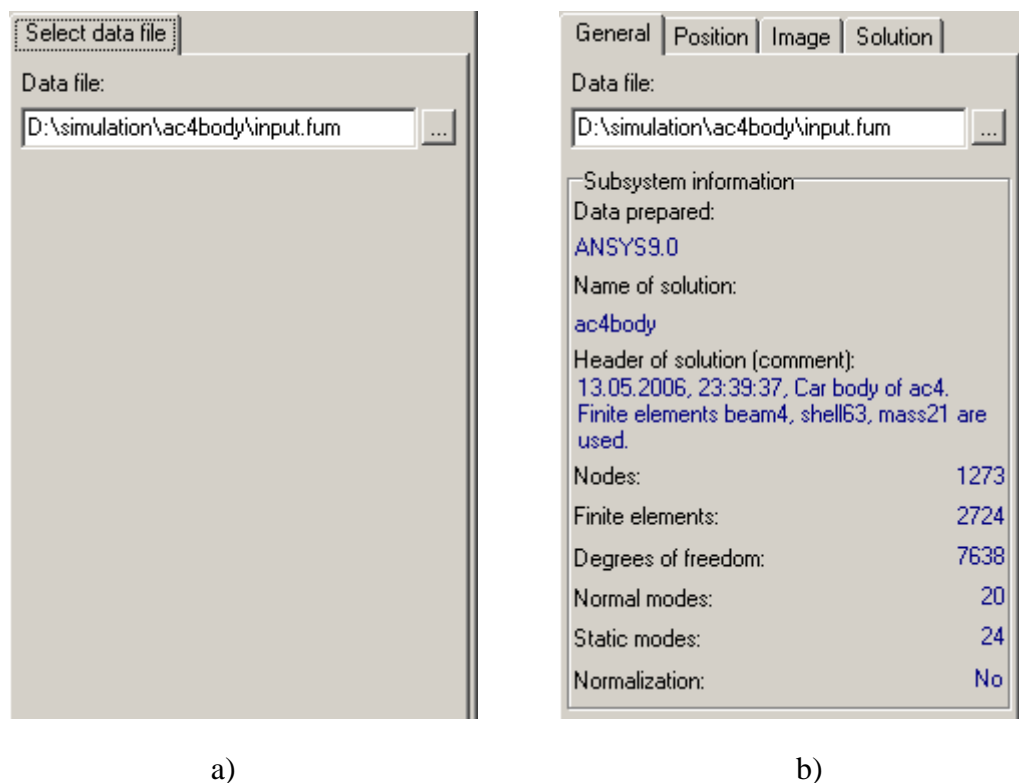 Select data file
Data file:
D:\simulation\ac4body\input.fum
...
a)
General Position Image Solution
Data file:
D:\simulation\ac4body\input.fum
...
Subsystem information
Data prepared:
ANSYS9.0
Name of solution:
ac4body
Header of solution (comment):
13.05.2006, 23:39:37, Car body of ac4.
Finite elements beam4, shell63, mass21 are
used.
Nodes: 1273
Finite elements: 2724
Degrees of freedom: 7638
Normal modes: 20
Static modes: 24
Normalization: No
b)